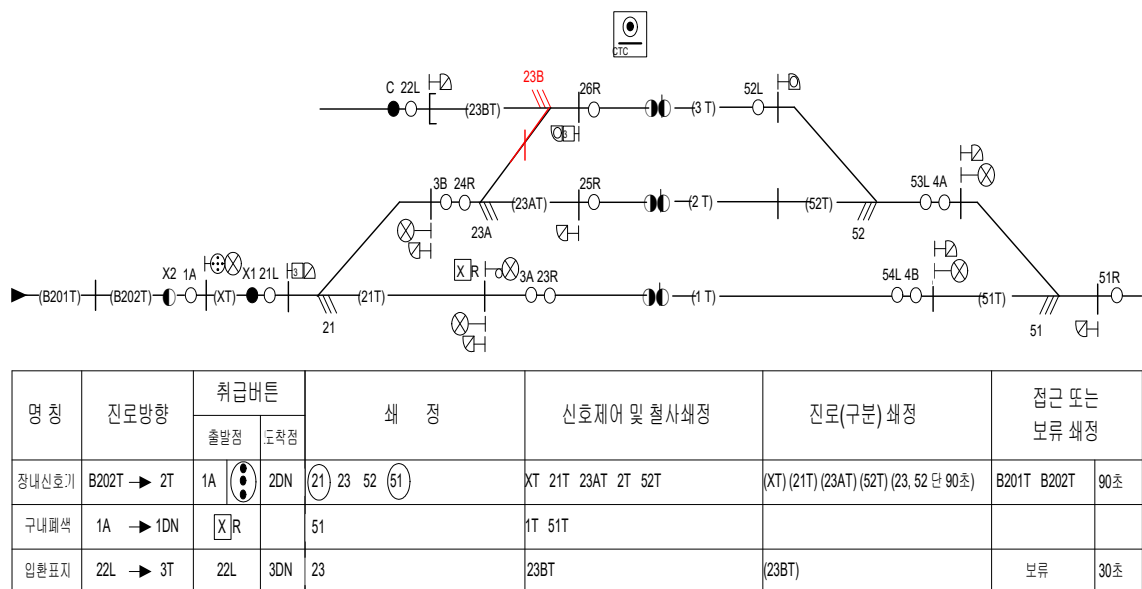 CTC
23B
C 22L
26R
52L
(23BT)
(3 T)
3
3B 24R
25R
53L 4A
(23AT)
(2 T)
(52T)
23A
52
X2 1A
X1 21L
3
X R
3A 23R
54L 4B
51R
(B201T)
(B202T)
(XT)
(21T)
(1 T)
(51T)
21
51
명 칭 진로방향 취급버튼 쇄 정 신호제어 및 철사쇄정 진로(구분) 쇄정 접근 또는
보류 쇄정
출발점 도착점
장내신호기 B202T → 2T 1A 2DN 21 23 52 51 XT 21T 23AT 2T 52T (XT) (21T) (23AT) (52T) (23, 52 단 90초) B201T B202T 90초
구내폐색 1A → 1DN X R 51 1T 51T
입환표지 22L → 3T 22L 3DN 23 23BT (23BT) 보류 30초